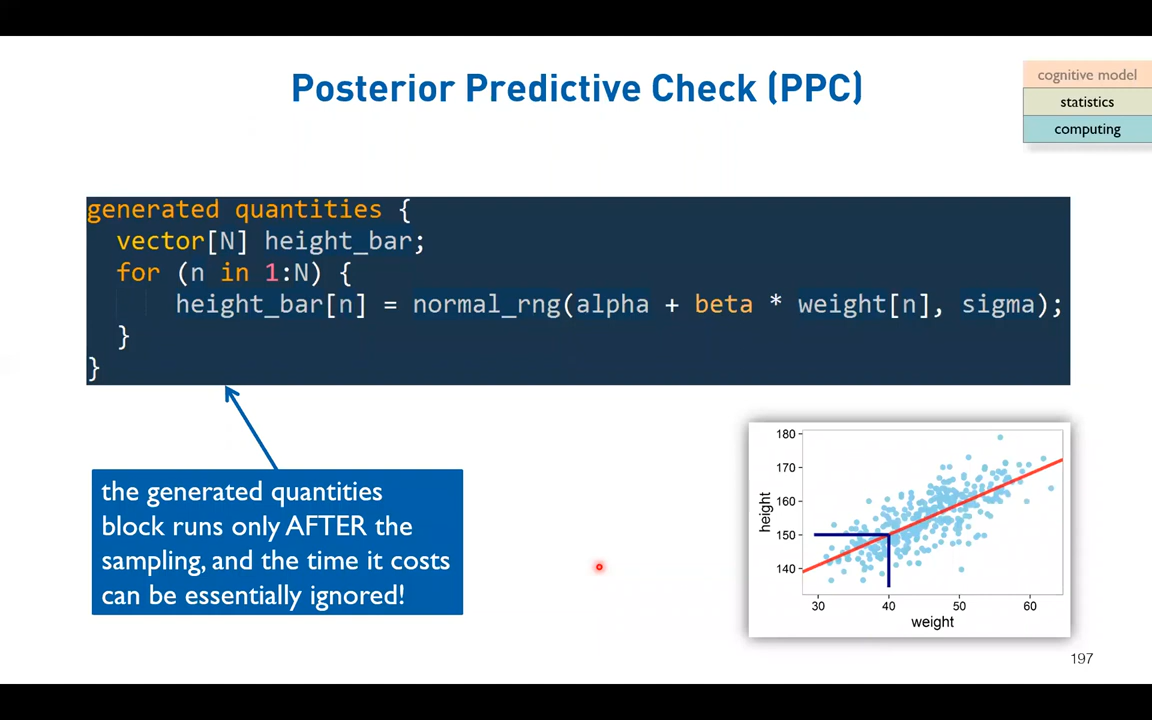 Posterior Predictive Check (PPC)
cognitive model
statistics
computing
generated quantities {
vector[N] height_bar;
for (n in 1:N) {
height_bar[n] = normal_rng(alpha + beta * weight[n], sigma);
}
}
the generated quantities
block runs only AFTER the
sampling, and the time it costs
can be essentially ignored!
180
170
160
150
140
height
30 40 50 60
weight
197